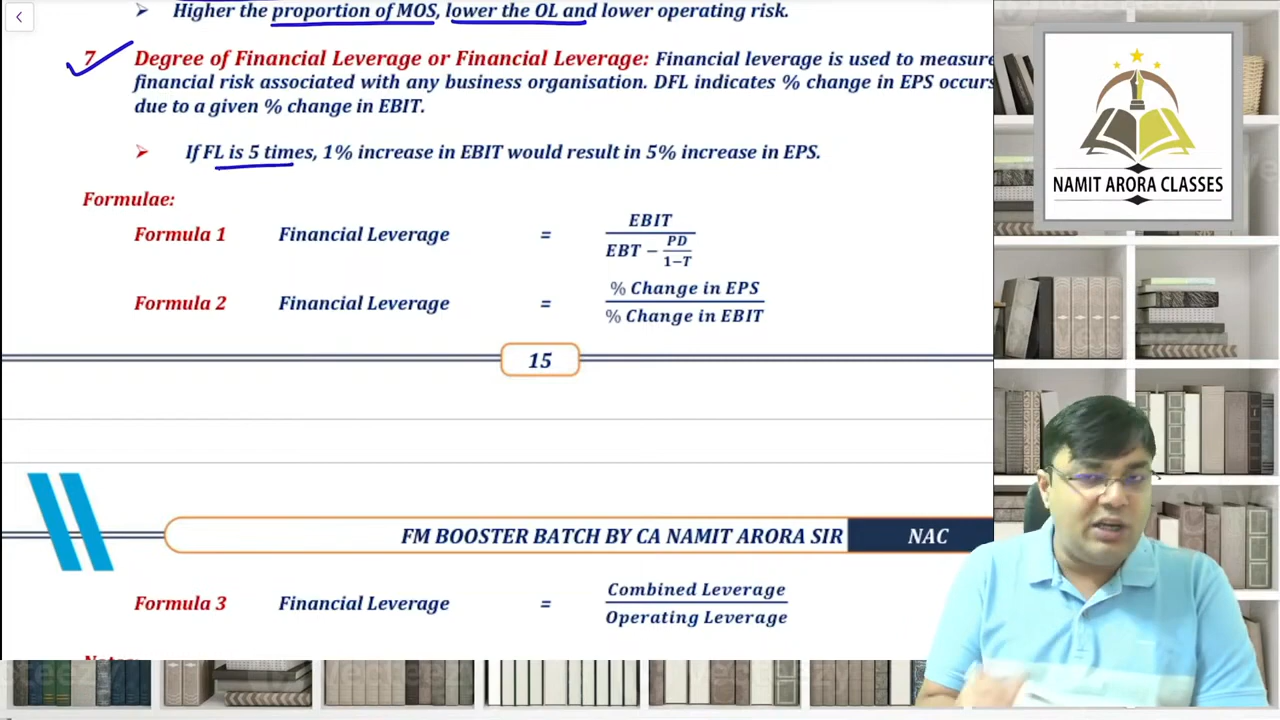 ➢ Higher the proportion of MOS, lower the OL and lower operating risk.
7 Degree of Financial Leverage or Financial Leverage: Financial leverage is used to measure
financial risk associated with any business organisation. DFL indicates % change in EPS occurs
due to a given % change in EBIT.
➢ If FL is 5 times, 1% increase in EBIT would result in 5% increase in EPS.
Formulae:
Formula 1 Financial Leverage = EBIT / EBT − PD / 1−T
Formula 2 Financial Leverage = % Change in EPS / % Change in EBIT
15
FM BOOSTER BATCH BY CA NAMIT ARORA SIR NAC
Formula 3 Financial Leverage = Combined Leverage / Operating Leverage
NAMIT ARORA CLASSES